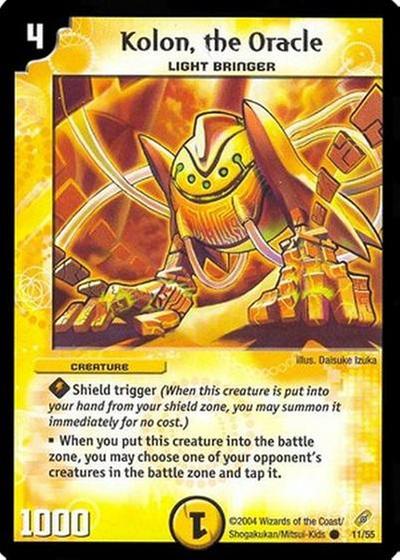 4
Kolon, the Oracle
LIGHT BRINGER
illus. Daisuke Izuka
CREATURE
Shield trigger (When this creature is put into
your hand from your shield zone, you may summon it
immediately for no cost.)
▪ When you put this creature into the battle
zone, you may choose one of your opponent's
creatures in the battle zone and tap it.
1000
1
©2004 Wizards of the Coast/
Shogakukan/Mitsui-Kids
11/55